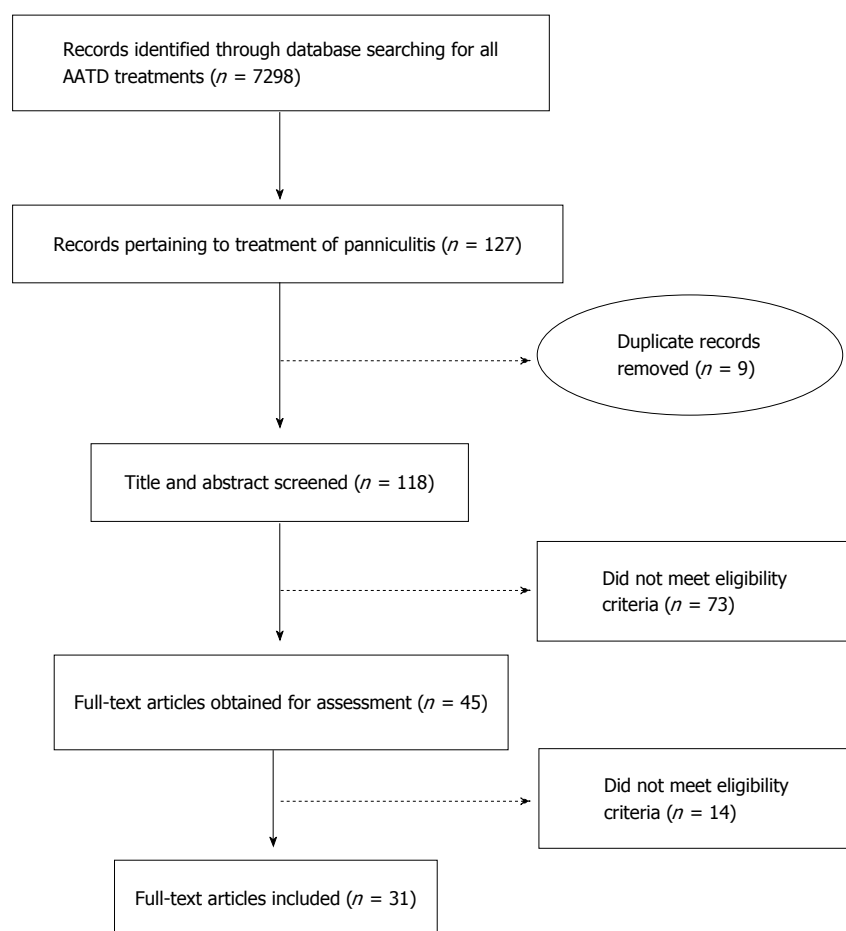 Records identified through database searching for all
AATD treatments (n = 7298)
Records pertaining to treatment of panniculitis (n = 127)
Duplicate records
removed (n = 9)
Title and abstract screened (n = 118)
Did not meet eligibility
criteria (n = 73)
Full-text articles obtained for assessment (n = 45)
Did not meet eligibility
criteria (n = 14)
Full-text articles included (n = 31)